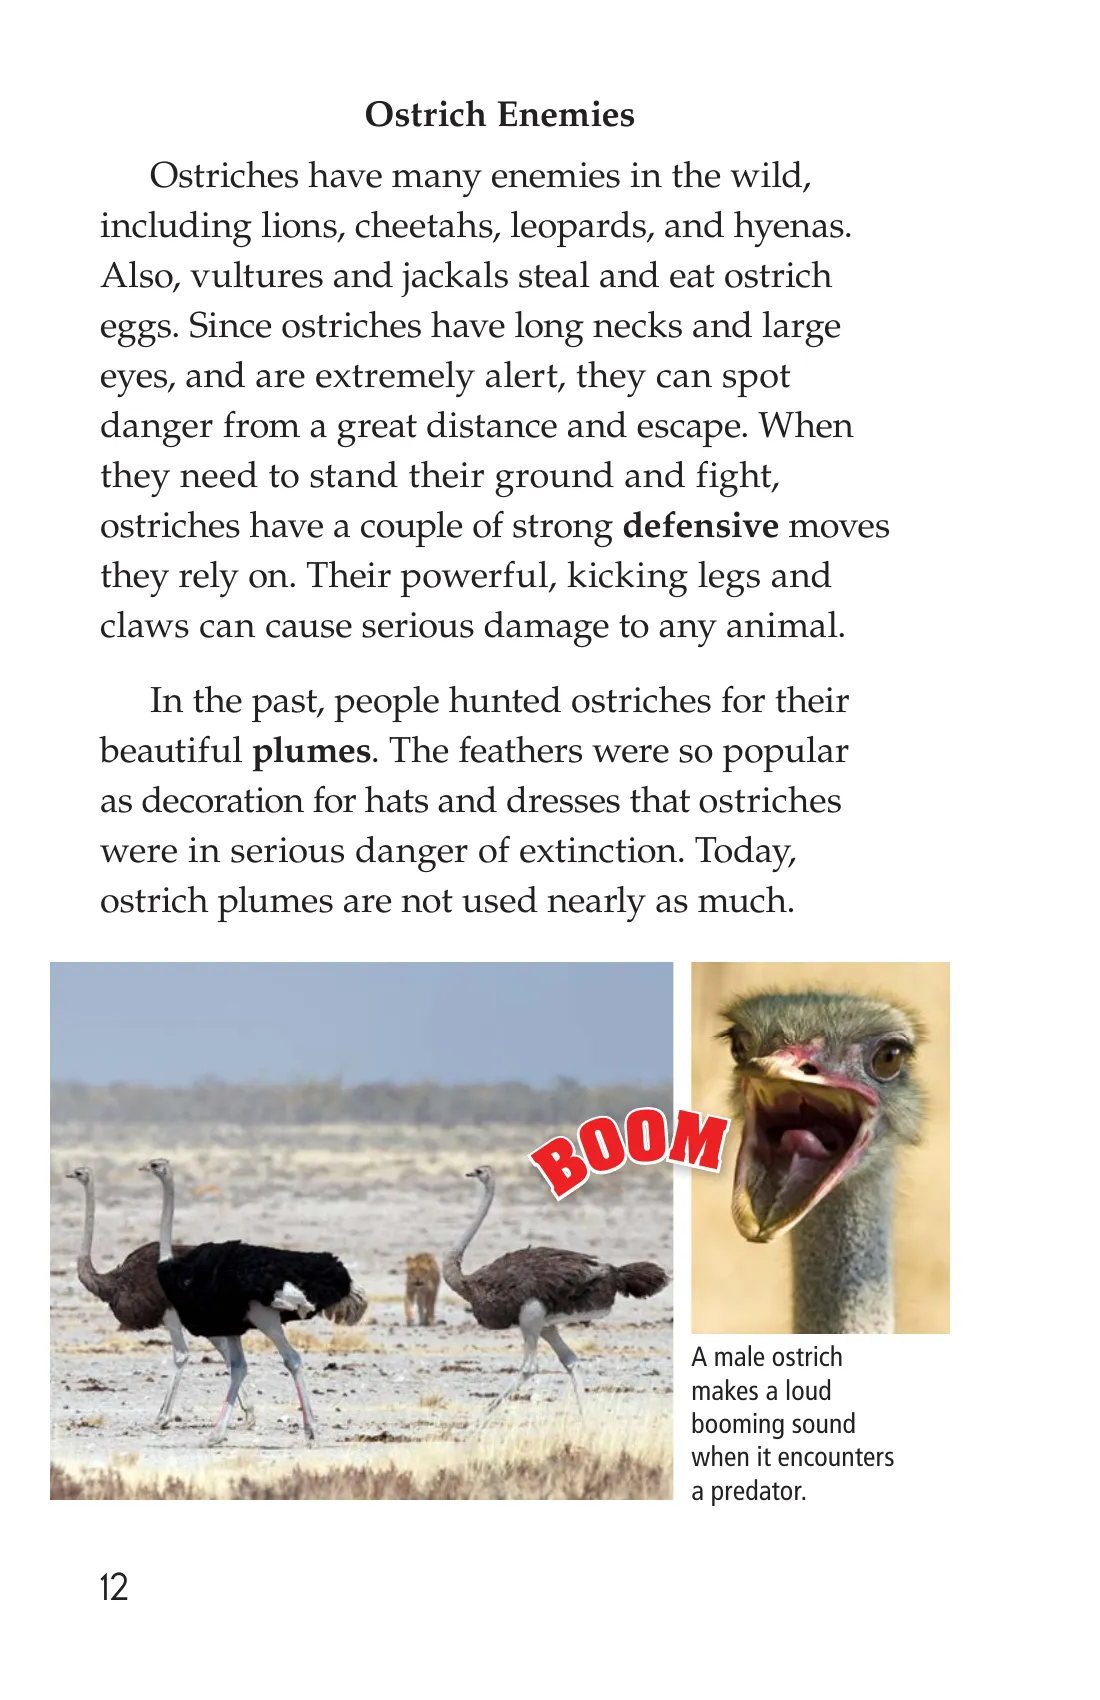 Ostrich Enemies
Ostriches have many enemies in the wild,
including lions, cheetahs, leopards, and hyenas.
Also, vultures and jackals steal and eat ostrich
eggs. Since ostriches have long necks and large
eyes, and are extremely alert, they can spot
danger from a great distance and escape. When
they need to stand their ground and fight,
ostriches have a couple of strong defensive moves
they rely on. Their powerful, kicking legs and
claws can cause serious damage to any animal.
In the past, people hunted ostriches for their
beautiful plumes. The feathers were so popular
as decoration for hats and dresses that ostriches
were in serious danger of extinction. Today,
ostrich plumes are not used nearly as much.
BOOM
A male ostrich
makes a loud
booming sound
when it encounters
a predator.
12